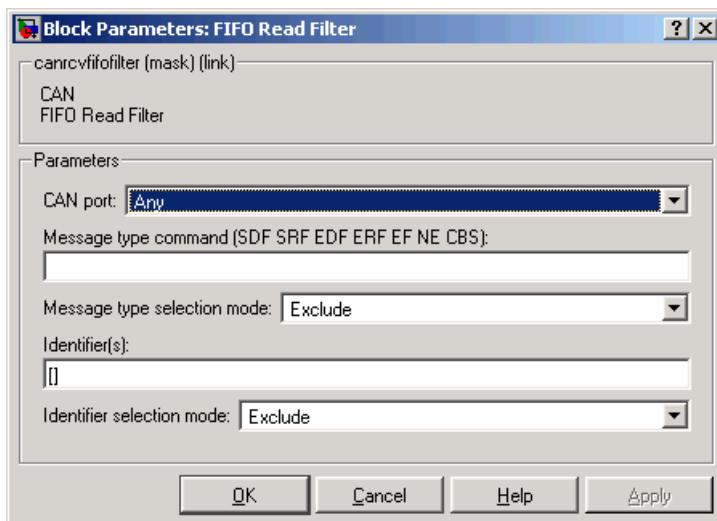 Block Parameters: FIFO Read Filter
canrcvfifofilter (mask) (link)
CAN
FIFO Read Filter
Parameters
CAN port: Any
Message type command (SDF SRF EDF ERF EF NE CBS):
Message type selection mode: Exclude
Identifier(s):
[]
Identifier selection mode: Exclude
OK Cancel Help Apply